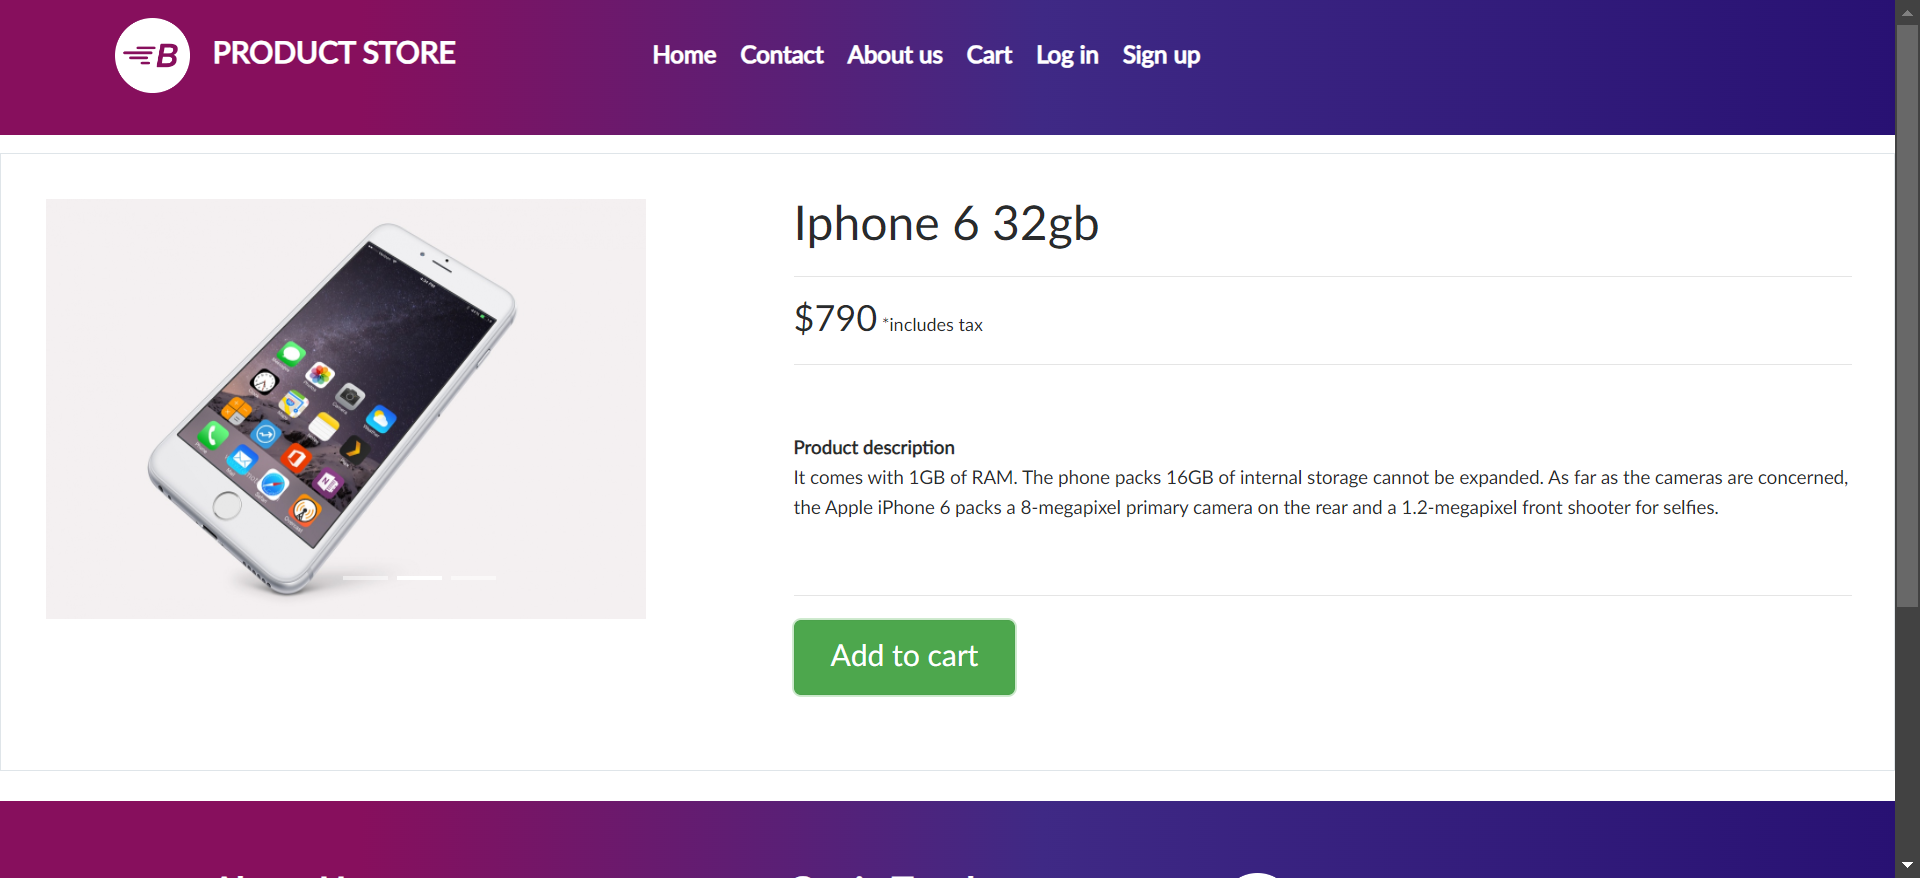 B PRODUCT STORE
Home Contact About us Cart Log in Sign up
Iphone 6 32gb
$790 *includes tax
Product description
It comes with 1GB of RAM. The phone packs 16GB of internal storage cannot be expanded. As far as the cameras are concerned,
the Apple iPhone 6 packs a 8-megapixel primary camera on the rear and a 1.2-megapixel front shooter for selfies.
Add to cart